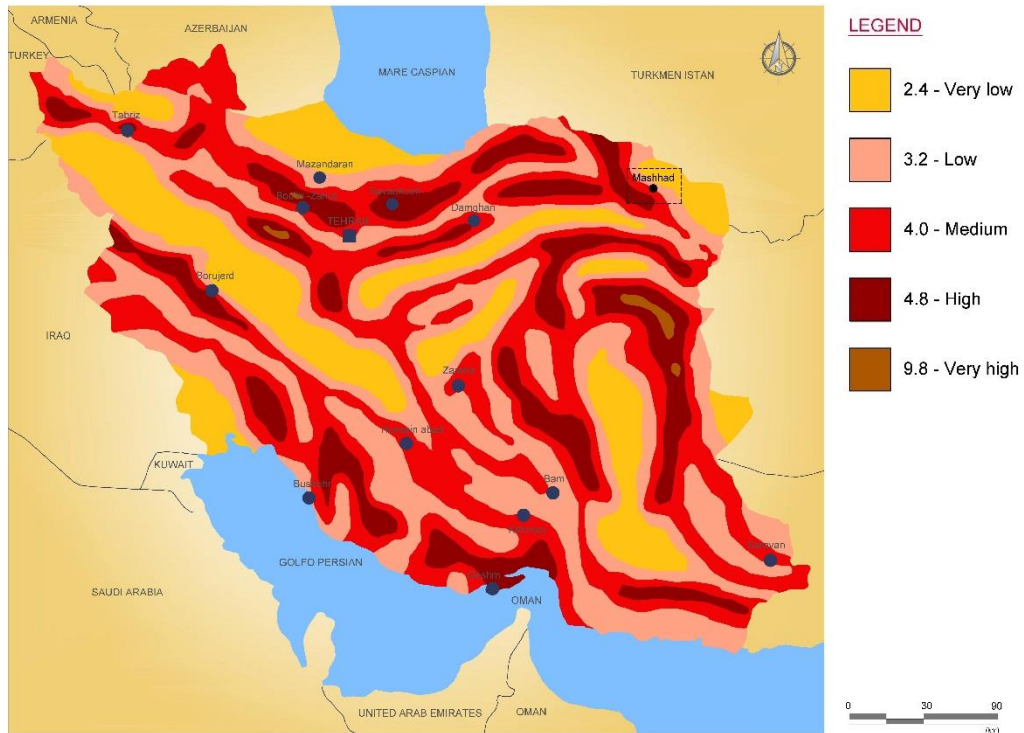 ARMENIA
AZERBAIJAN
TURKEY
MARE CASPIAN
TURKMEN ISTAN
Tabriz
Mazandaran
Mashhad
Damghan
TEHRAN
Borujerd
IRAQ
KUWAIT
Bushehr
Bam
GOLFO PERSIAN
SAUDI ARABIA
OMAN
UNITED ARAB EMIRATES
OMAN
LEGEND
2.4 - Very low
3.2 - Low
4.0 - Medium
4.8 - High
9.8 - Very high
0 30 90